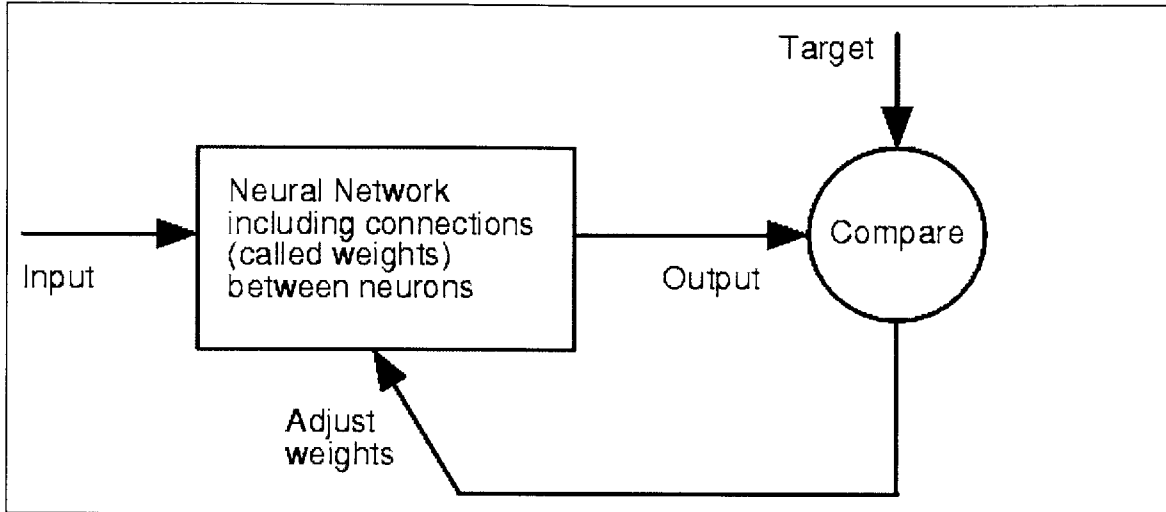 Target
Neural Network
including connections
(called weights)
between neurons
Compare
Input
Output
Adjust
weights